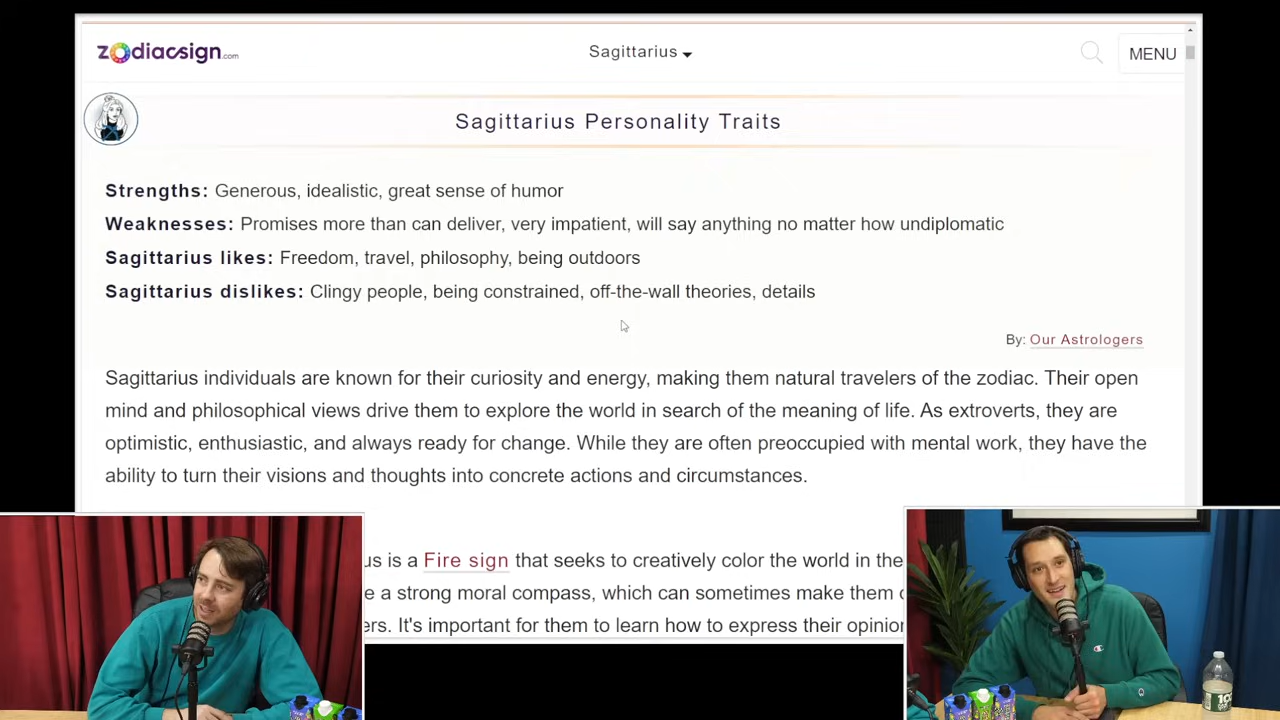 zodiacsign.com
Sagittarius
MENU
Sagittarius Personality Traits
Strengths: Generous, idealistic, great sense of humor
Weaknesses: Promises more than can deliver, very impatient, will say anything no matter how undiplomatic
Sagittarius likes: Freedom, travel, philosophy, being outdoors
Sagittarius dislikes: Clingy people, being constrained, off-the-wall theories, details
By: Our Astrologers
Sagittarius individuals are known for their curiosity and energy, making them natural travelers of the zodiac. Their open
mind and philosophical views drive them to explore the world in search of the meaning of life. As extroverts, they are
optimistic, enthusiastic, and always ready for change. While they are often preoccupied with mental work, they have the
ability to turn their visions and thoughts into concrete actions and circumstances.
us is a Fire sign that seeks to creatively color the world in the
e a strong moral compass, which can sometimes make them
ers. It's important for them to learn how to express their opinion